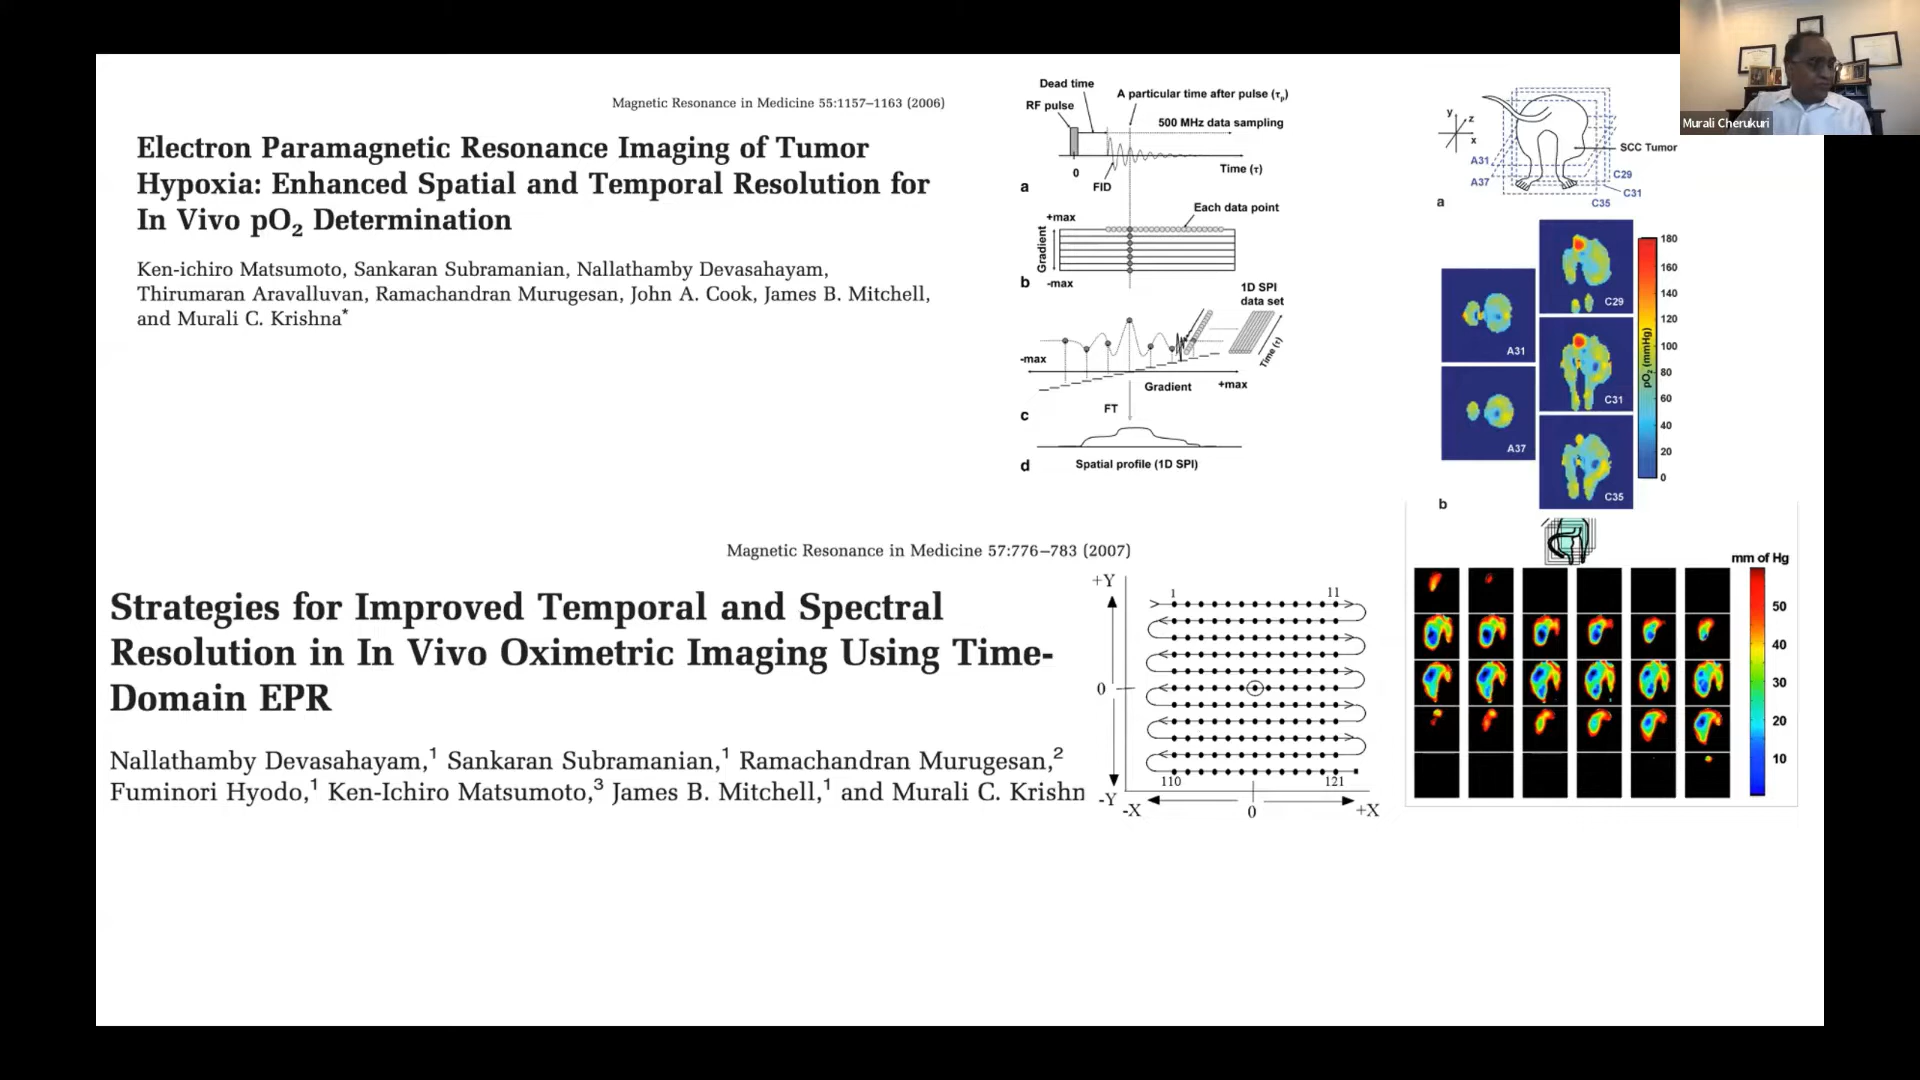 Murali Cherukuri
Magnetic Resonance in Medicine 55:1157–1163 (2006)
Electron Paramagnetic Resonance Imaging of Tumor
Hypoxia: Enhanced Spatial and Temporal Resolution for
In Vivo pO₂ Determination
Ken-ichiro Matsumoto, Sankaran Subramanian, Nallathamby Devasahayam,
Thirumaran Aravalluvan, Ramachandran Murugesan, John A. Cook, James B. Mitchell,
and Murali C. Krishna*
Dead time
RF pulse
A particular time after pulse (τp)
500 MHz data sampling
Time (τ)
0
FID
a
Each data point
+max
Gradient
-max
b
1D SPI
data set
Time (τ)
-max
Gradient
+max
c
FT
d
Spatial profile (1D SPI)
y
z
x
SCC Tumor
A31
A37
C29
C31
C35
a
A31
A37
C29
C31
C35
pO₂ (mmHg)
180
160
140
120
100
80
60
40
20
0
b
Magnetic Resonance in Medicine 57:776–783 (2007)
Strategies for Improved Temporal and Spectral
Resolution in In Vivo Oximetric Imaging Using Time-
Domain EPR
Nallathamby Devasahayam,¹ Sankaran Subramanian,¹ Ramachandran Murugesan,²
Fuminori Hyodo,¹ Ken-Ichiro Matsumoto,³ James B. Mitchell,¹ and Murali C. Krishn
+Y
1
11
0
110
121
-Y
-X
0
+X
mm of Hg
50
40
30
20
10